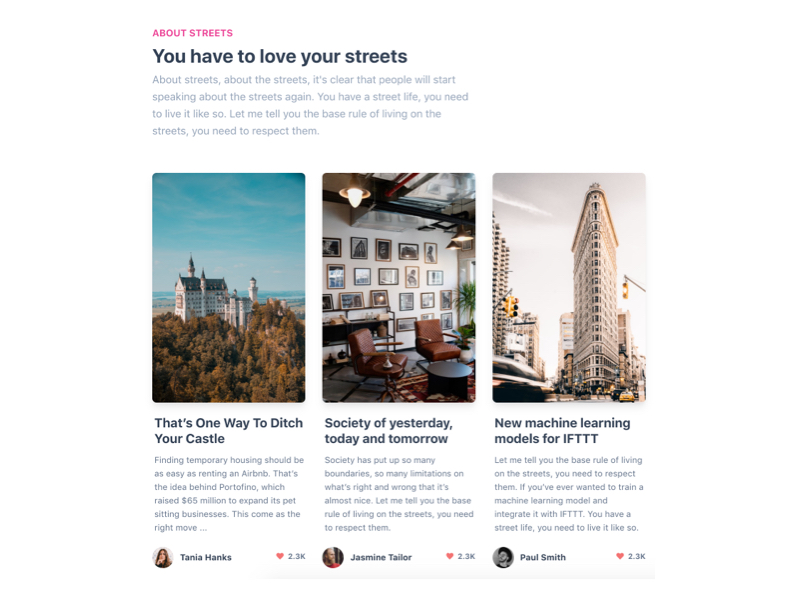 ABOUT STREETS
You have to love your streets
About streets, about the streets, it's clear that people will start
speaking about the streets again. You have a street life, you need
to live it like so. Let me tell you the base rule of living on the
streets, you need to respect them.
That's One Way To Ditch
Your Castle
Finding temporary housing should be
as easy as renting an Airbnb. That's
the idea behind Portofino, which
raised $65 million to expand its pet
sitting businesses. This come as the
right move ...
Tania Hanks
2.3K
Society of yesterday,
today and tomorrow
Society has put up so many
boundaries, so many limitations on
what's right and wrong that it's
almost nice. Let me tell you the base
rule of living on the streets, you need
to respect them.
Jasmine Tailor
2.3K
New machine learning
models for IFTTT
Let me tell you the base rule of living
on the streets, you need to respect
them. If you've ever wanted to train a
machine learning model and
integrate it with IFTTT. You have a
street life, you need to live it like so.
Paul Smith
2.3K